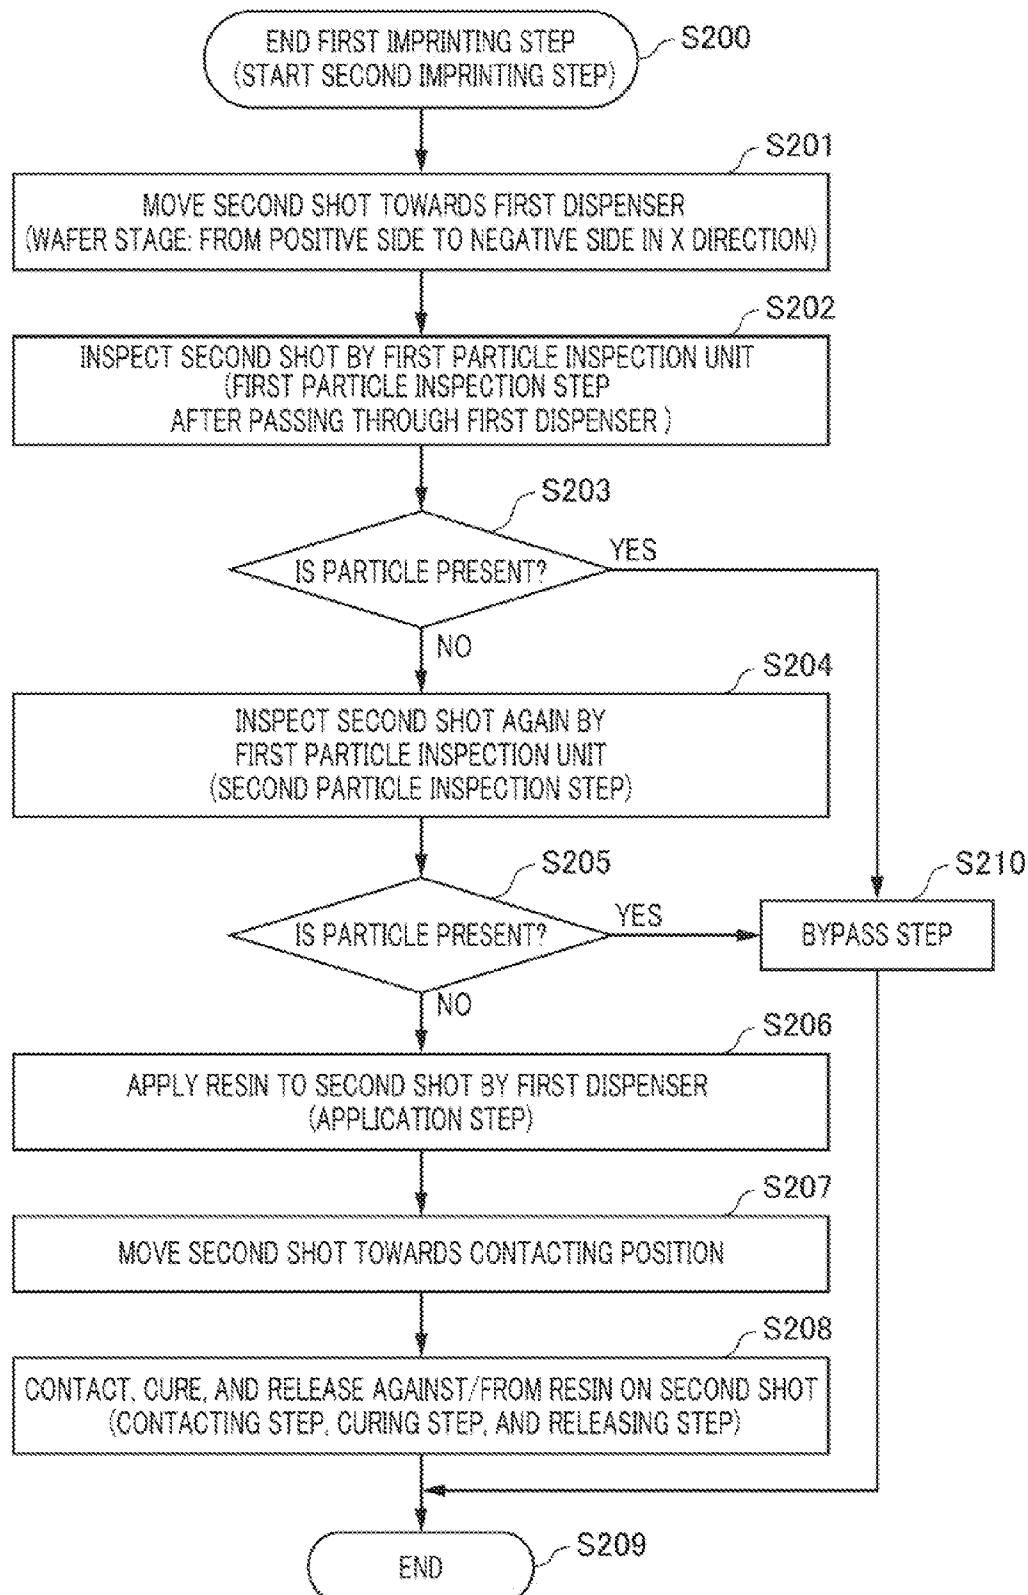 END FIRST IMPRINTING STEP
(START SECOND IMPRINTING STEP)
S200
S201
MOVE SECOND SHOT TOWARDS FIRST DISPENSER
(WAFER STAGE: FROM POSITIVE SIDE TO NEGATIVE SIDE IN X DIRECTION)
S202
INSPECT SECOND SHOT BY FIRST PARTICLE INSPECTION UNIT
(FIRST PARTICLE INSPECTION STEP
AFTER PASSING THROUGH FIRST DISPENSER )
S203
IS PARTICLE PRESENT?
YES
NO
S204
INSPECT SECOND SHOT AGAIN BY
FIRST PARTICLE INSPECTION UNIT
(SECOND PARTICLE INSPECTION STEP)
S205
IS PARTICLE PRESENT?
YES
S210
BYPASS STEP
NO
S206
APPLY RESIN TO SECOND SHOT BY FIRST DISPENSER
(APPLICATION STEP)
S207
MOVE SECOND SHOT TOWARDS CONTACTING POSITION
S208
CONTACT, CURE, AND RELEASE AGAINST/FROM RESIN ON SECOND SHOT
(CONTACTING STEP, CURING STEP, AND RELEASING STEP)
END
S209